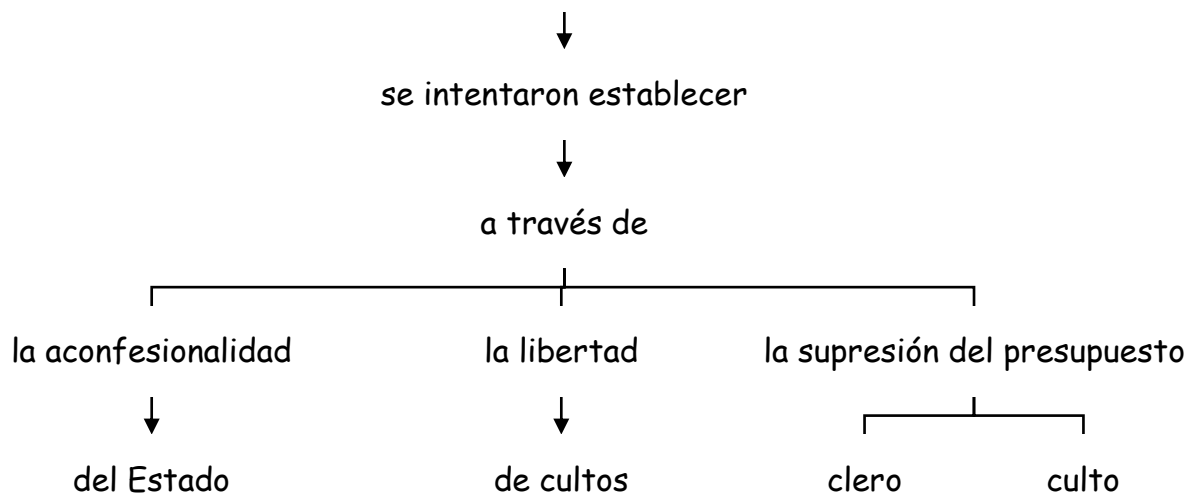 se intentaron establecer
a través de
la aconfesionalidad la libertad la supresión del presupuesto
del Estado de cultos clero culto